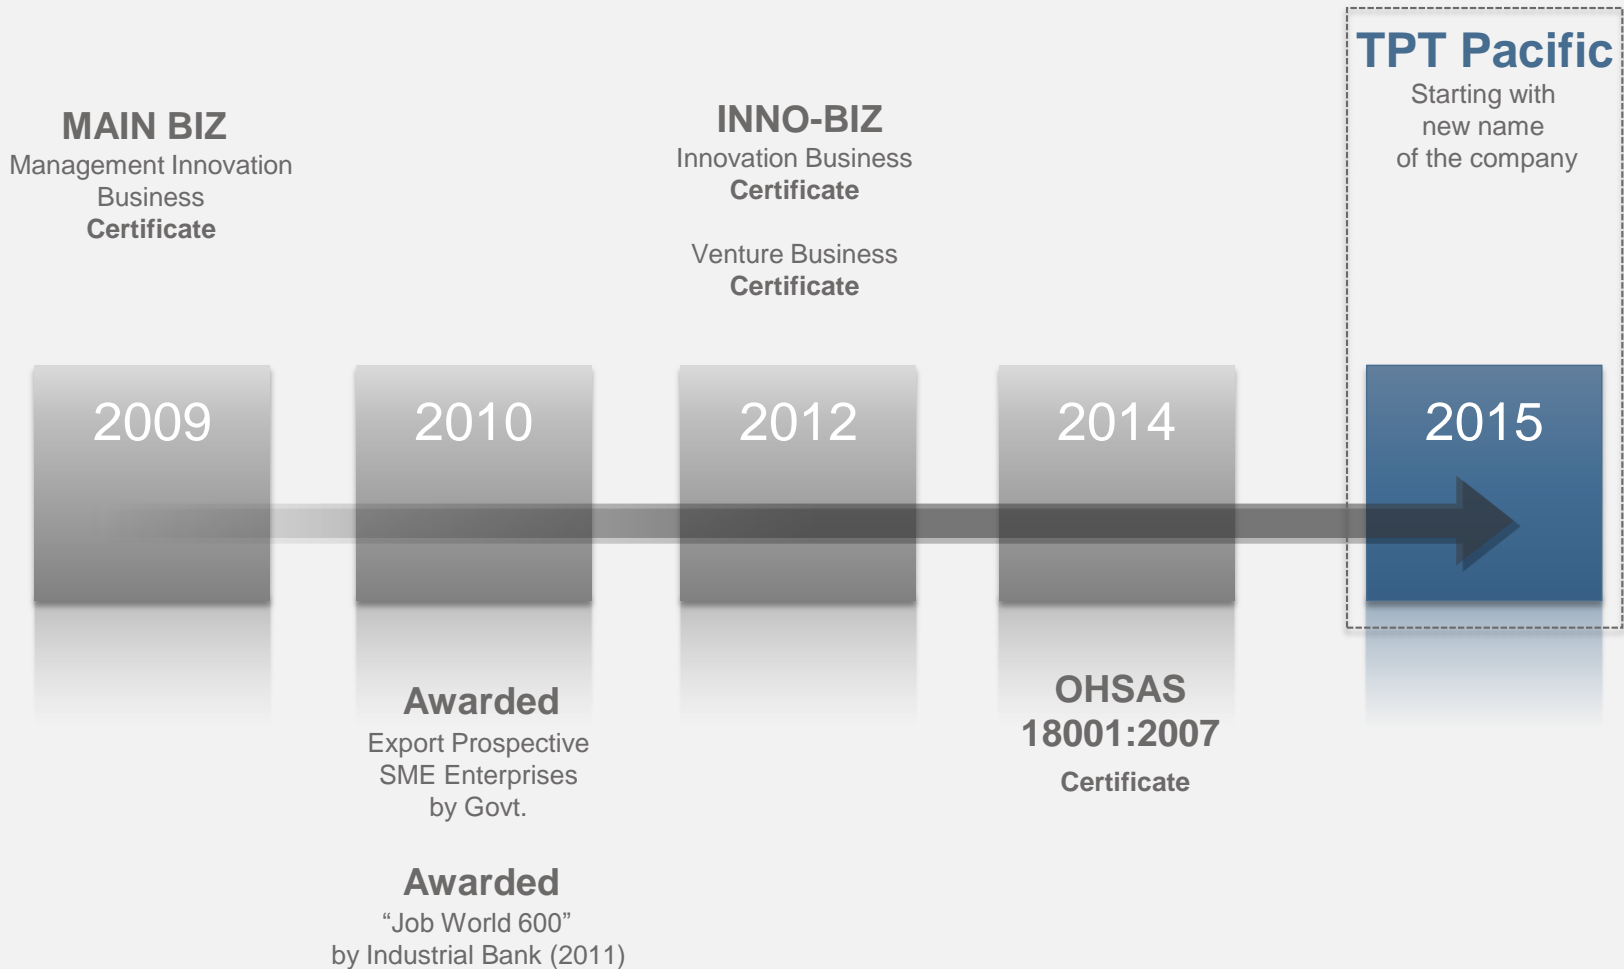 MAIN BIZ
Management Innovation
Business
Certificate
INNO-BIZ
Innovation Business
Certificate
Venture Business
Certificate
TPT Pacific
Starting with
new name
of the company
2009
2010
2012
2014
2015
Awarded
Export Prospective
SME Enterprises
by Govt.
Awarded
“Job World 600”
by Industrial Bank (2011)
OHSAS
18001:2007
Certificate